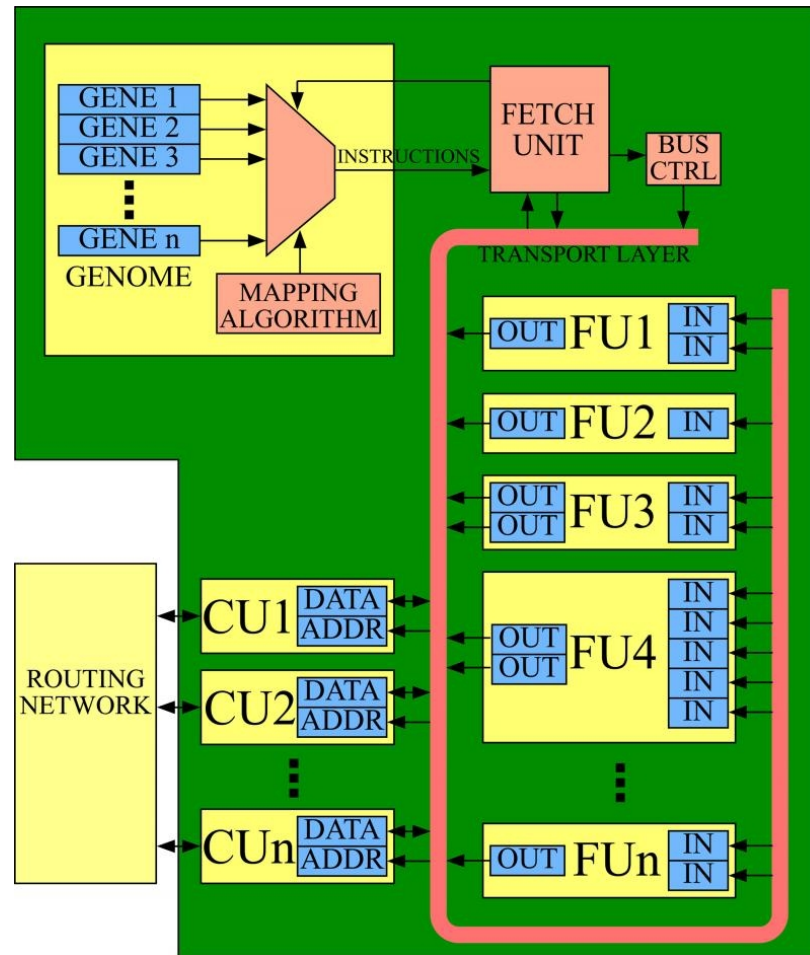 GENE 1
GENE 2
GENE 3
GENE n
GENOME
MAPPING
ALGORITHM
INSTRUCTIONS
FETCH
UNIT
BUS
CTRL
TRANSPORT LAYER
OUT
FU1
IN
IN
OUT
FU2
IN
OUT
OUT
FU3
IN
IN
OUT
OUT
FU4
IN
IN
IN
IN
IN
OUT
FUn
IN
IN
ROUTING
NETWORK
CU1
DATA
ADDR
CU2
DATA
ADDR
CUn
DATA
ADDR